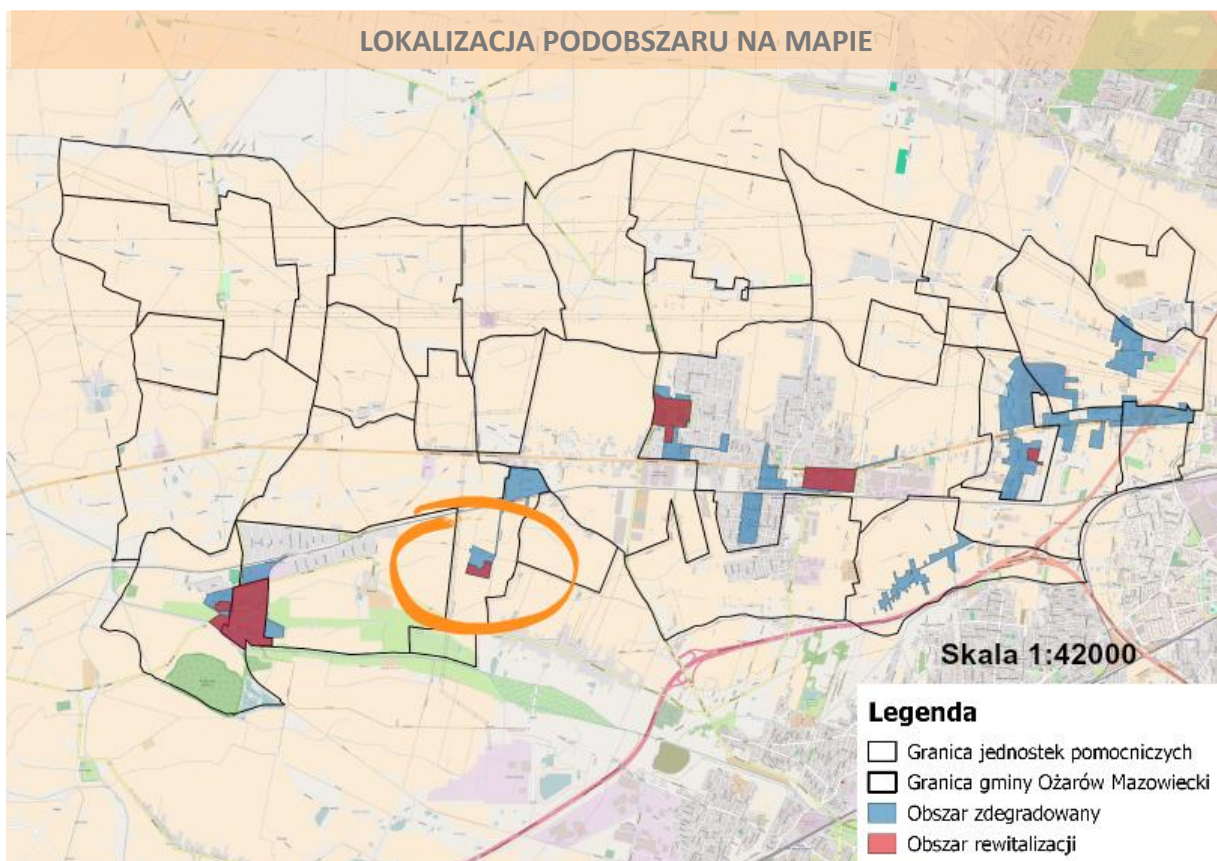 LOKALIZACJA PODOBSZARU NA MAPIE
Skala 1:42000
Legenda
Granica jednostek pomocniczych
Granica gminy Ożarów Mazowiecki
Obszar zdegradowany
Obszar rewitalizacji